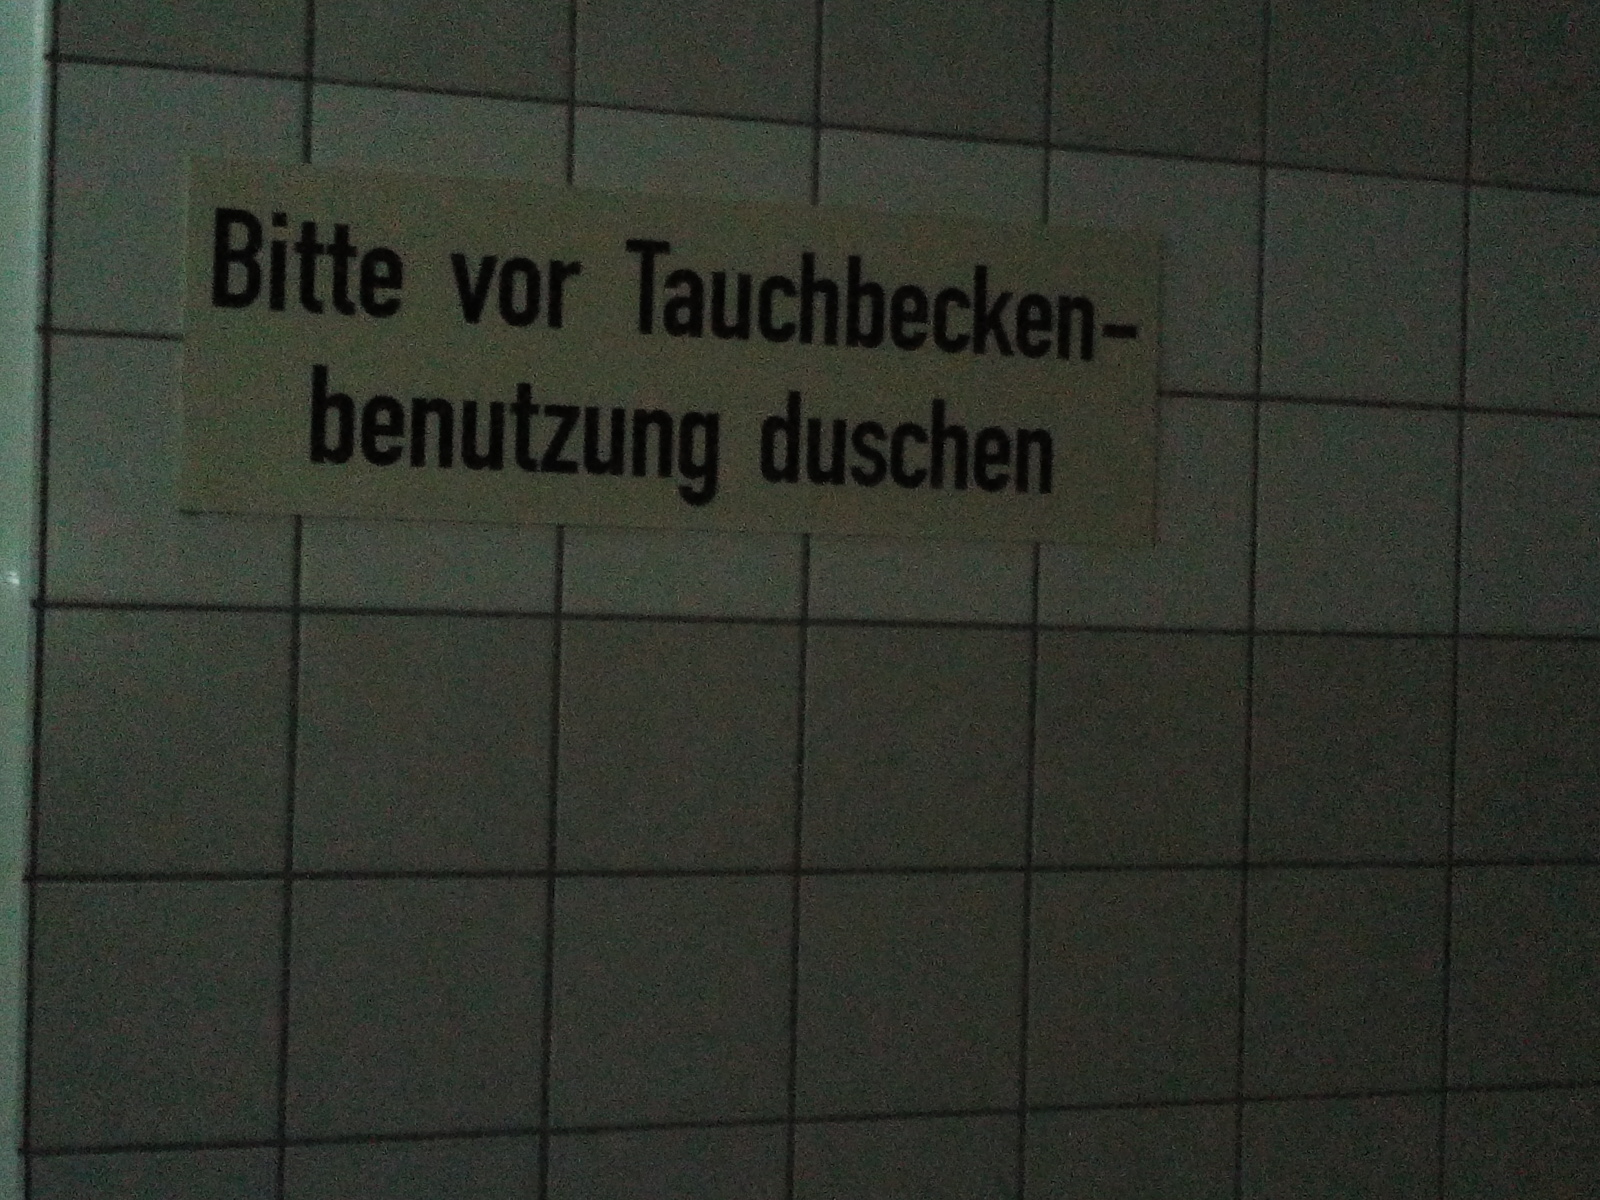 Bitte vor Tauchbecken-
benutzung duschen